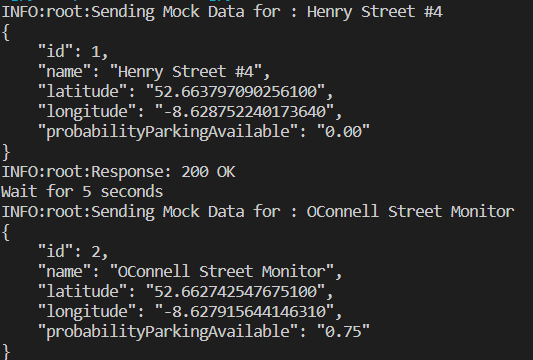 INFO:root:Sending Mock Data for : Henry Street #4
{
    "id": 1,
    "name": "Henry Street #4",
    "latitude": "52.663797090256100",
    "longitude": "-8.628752240173640",
    "probabilityParkingAvailable": "0.00"
}
INFO:root:Response: 200 OK
Wait for 5 seconds
INFO:root:Sending Mock Data for : OConnell Street Monitor
{
    "id": 2,
    "name": "OConnell Street Monitor",
    "latitude": "52.662742547675100",
    "longitude": "-8.627915644146310",
    "probabilityParkingAvailable": "0.75"
}